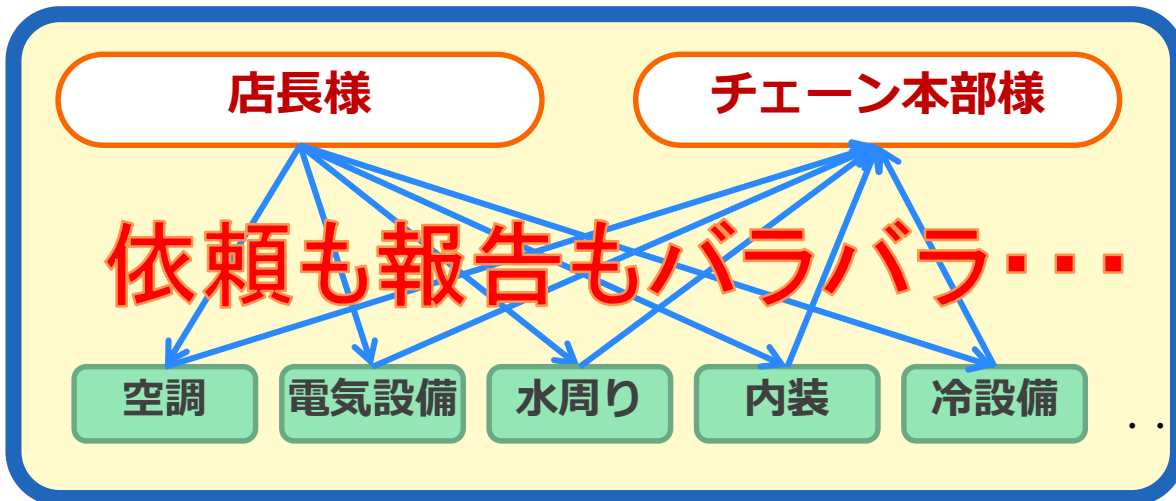 店長様
チェーン本部様
依頼も報告もバラバラ・・・
空調
電気設備
水周り
内装
冷設備
・・